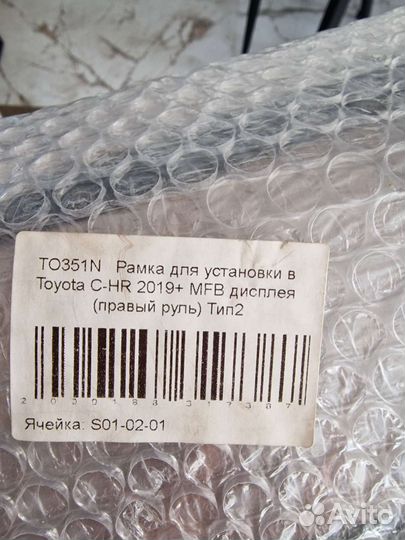 TO351N Рамка для установки в
Toyota C-HR 2019+ MFB дисплея
(правый руль) Тип2
Ячейка: S01-02-01
Avito